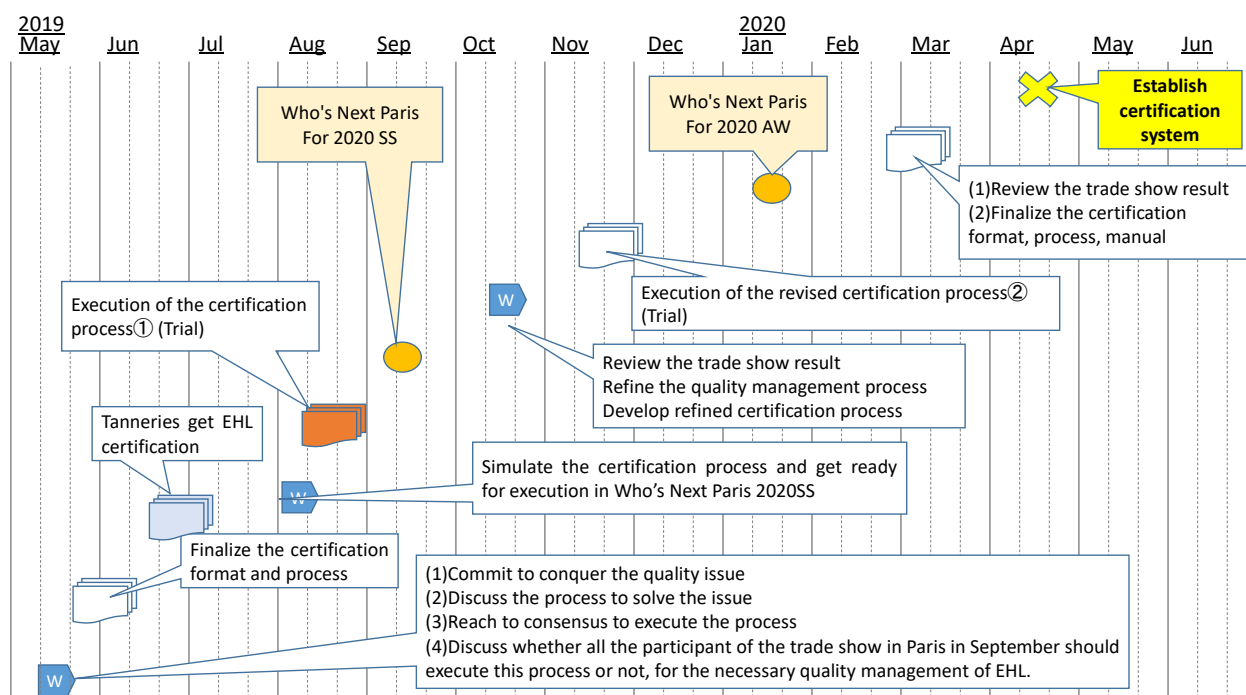 2019
May
Jun
Jul
Aug
Sep
Oct
Nov
Dec
2020
Jan
Feb
Mar
Apr
May
Jun
Establish
certification
system
Who's Next Paris
For 2020 SS
Who's Next Paris
For 2020 AW
(1)Review the trade show result
(2)Finalize the certification
format, process, manual
Execution of the certification
process① (Trial)
W
Execution of the revised certification process②
(Trial)
Review the trade show result
Refine the quality management process
Develop refined certification process
Tanneries get EHL
certification
W
Simulate the certification process and get ready
for execution in Who’s Next Paris 2020SS
Finalize the certification
format and process
(1)Commit to conquer the quality issue
(2)Discuss the process to solve the issue
(3)Reach to consensus to execute the process
(4)Discuss whether all the participant of the trade show in Paris in September should
execute this process or not, for the necessary quality management of EHL.
W